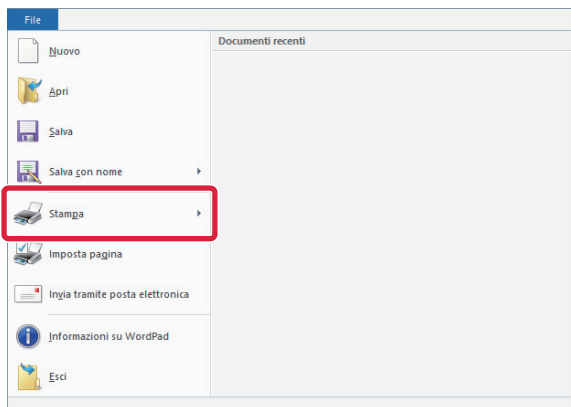 File
Documenti recenti
Nuovo
Apri
Salva
Salva con nome
Stampa
Imposta pagina
Invia tramite posta elettronica
Informazioni su WordPad
Esci